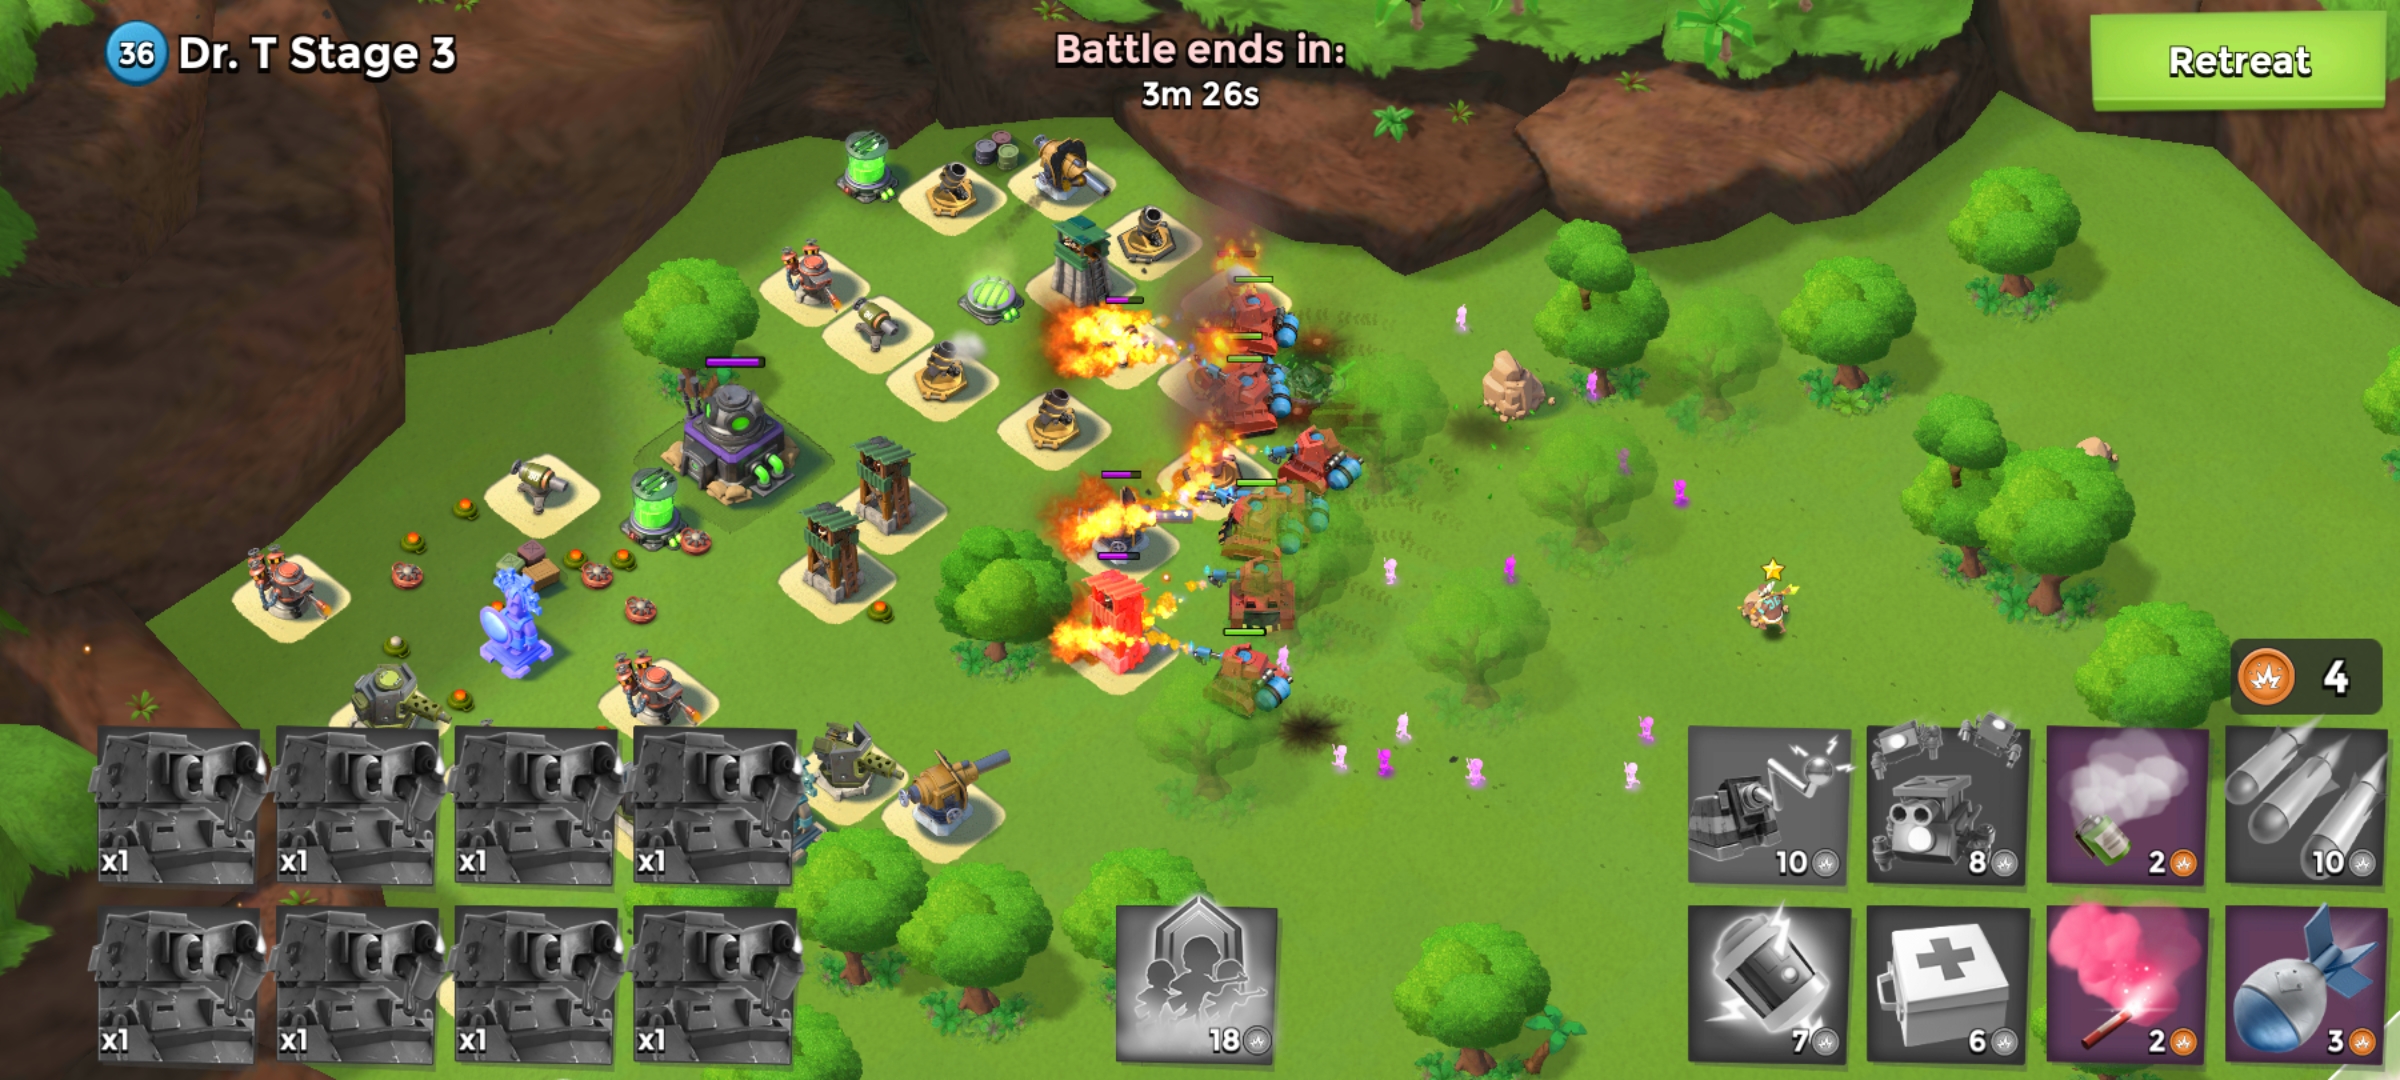 36 Dr. T Stage 3
Battle ends in:
3m 26s
Retreat
4
x1 x1 x1 x1
10 8 2 10
x1 x1 x1 x1
18
7 6 2 3